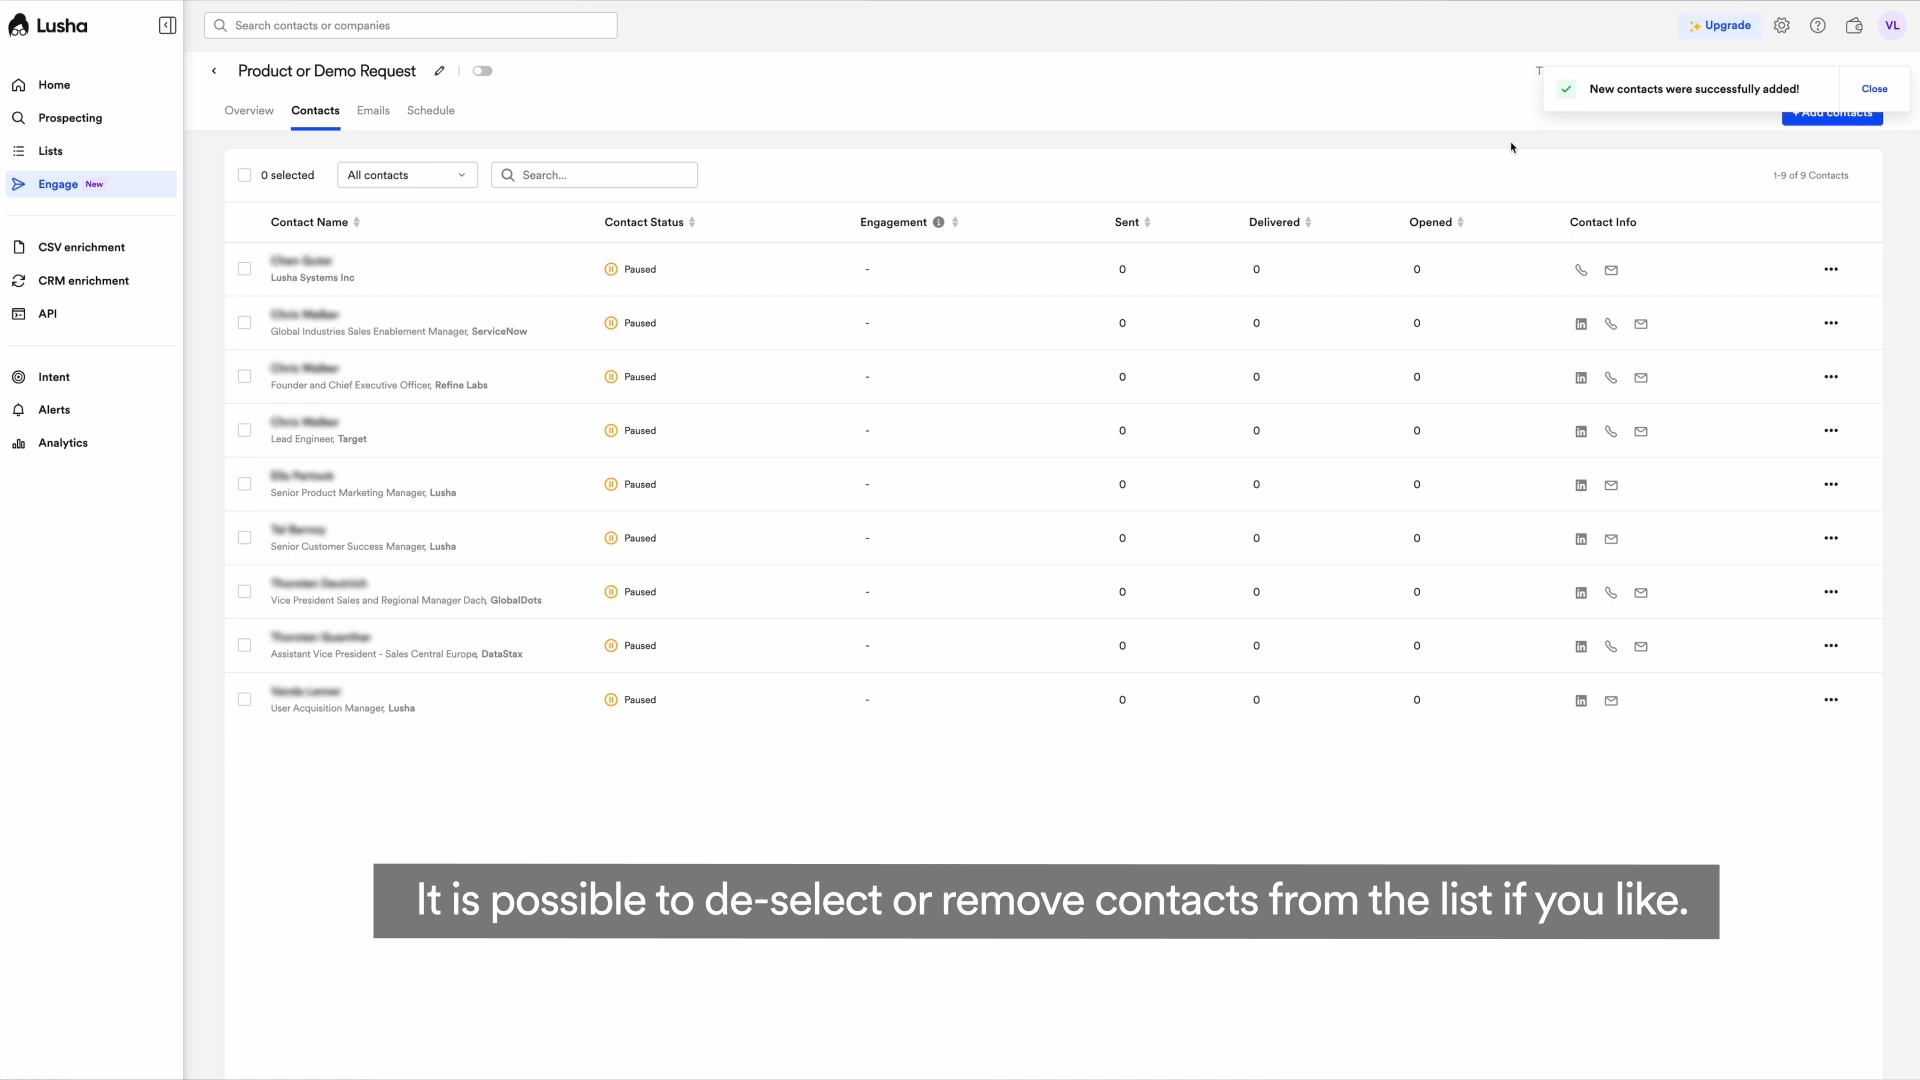 Lusha
Search contacts or companies
Upgrade
VL
Home
Prospecting
Lists
Engage New
CSV enrichment
CRM enrichment
API
Intent
Alerts
Analytics
Product or Demo Request
New contacts were successfully added!
Close
+ Add contacts
Overview Contacts Emails Schedule
0 selected All contacts Search... 1-9 of 9 Contacts
Contact Name Contact Status Engagement Sent Delivered Opened Contact Info
Lusha Systems Inc
Paused - 0 0 0
Global Industries Sales Enablement Manager, ServiceNow
Paused - 0 0 0
Founder and Chief Executive Officer, Refine Labs
Paused - 0 0 0
Lead Engineer, Target
Paused - 0 0 0
Senior Product Marketing Manager, Lusha
Paused - 0 0 0
Senior Customer Success Manager, Lusha
Paused - 0 0 0
Vice President Sales and Regional Manager Dach, GlobalDots
Paused - 0 0 0
Assistant Vice President - Sales Central Europe, DataStax
Paused - 0 0 0
User Acquisition Manager, Lusha
Paused - 0 0 0
It is possible to de-select or remove contacts from the list if you like.